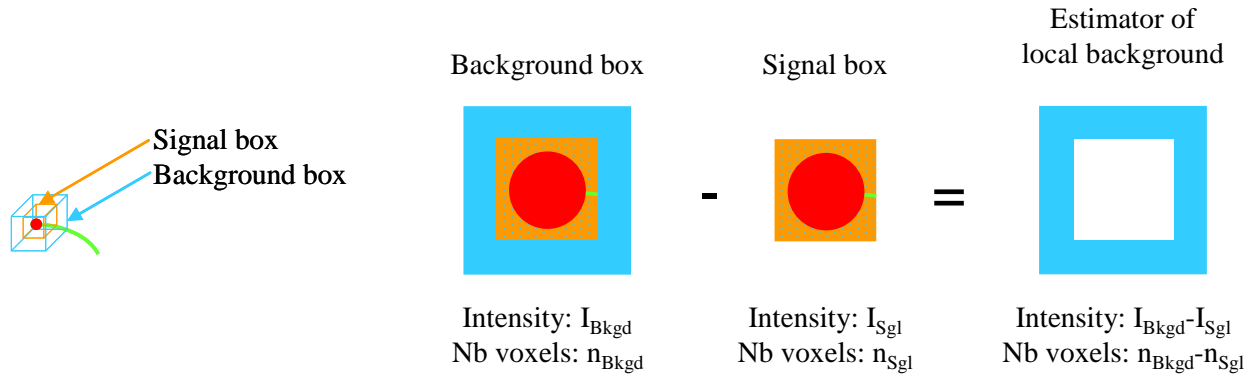 Signal box
Background box
Background box
Intensity: I_Bkgd
Nb voxels: n_Bkgd
-
Signal box
Intensity: I_Sgl
Nb voxels: n_Sgl
=
Estimator of
local background
Intensity: I_Bkgd-I_Sgl
Nb voxels: n_Bkgd-n_Sgl